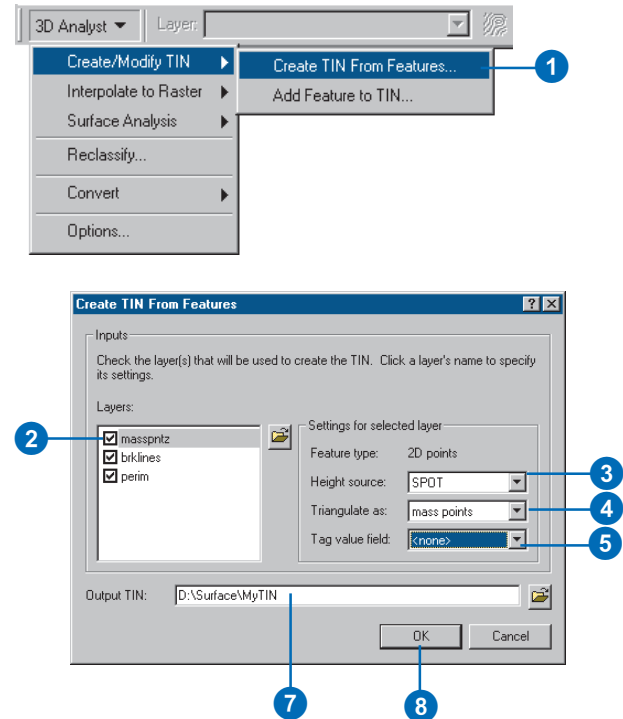 3D Analyst Layer:
Create/Modify TIN Create TIN From Features... 1
Interpolate to Raster Add Feature to TIN...
Surface Analysis
Reclassify...
Convert
Options...
Create TIN From Features
Inputs
Check the layer(s) that will be used to create the TIN. Click a layer's name to specify
its settings.
Layers:
2 masspntz
brklines
perim
Settings for selected layer
Feature type: 2D points
Height source: SPOT 3
Triangulate as: mass points 4
Tag value field: <none> 5
Output TIN: D:\Surface\MyTIN
OK Cancel
7 8